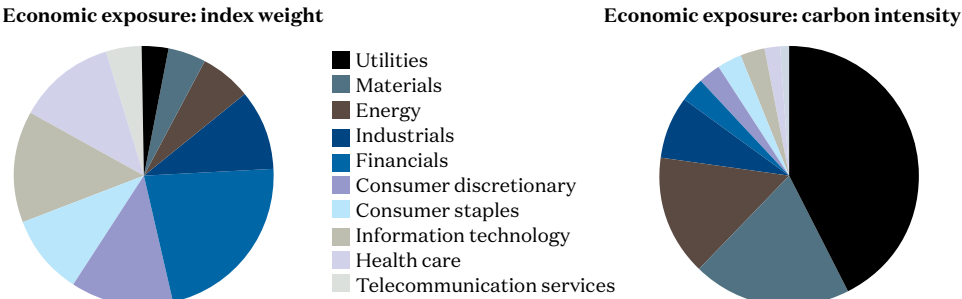 Economic exposure: index weight
Economic exposure: carbon intensity
Utilities
Materials
Energy
Industrials
Financials
Consumer discretionary
Consumer staples
Information technology
Health care
Telecommunication services